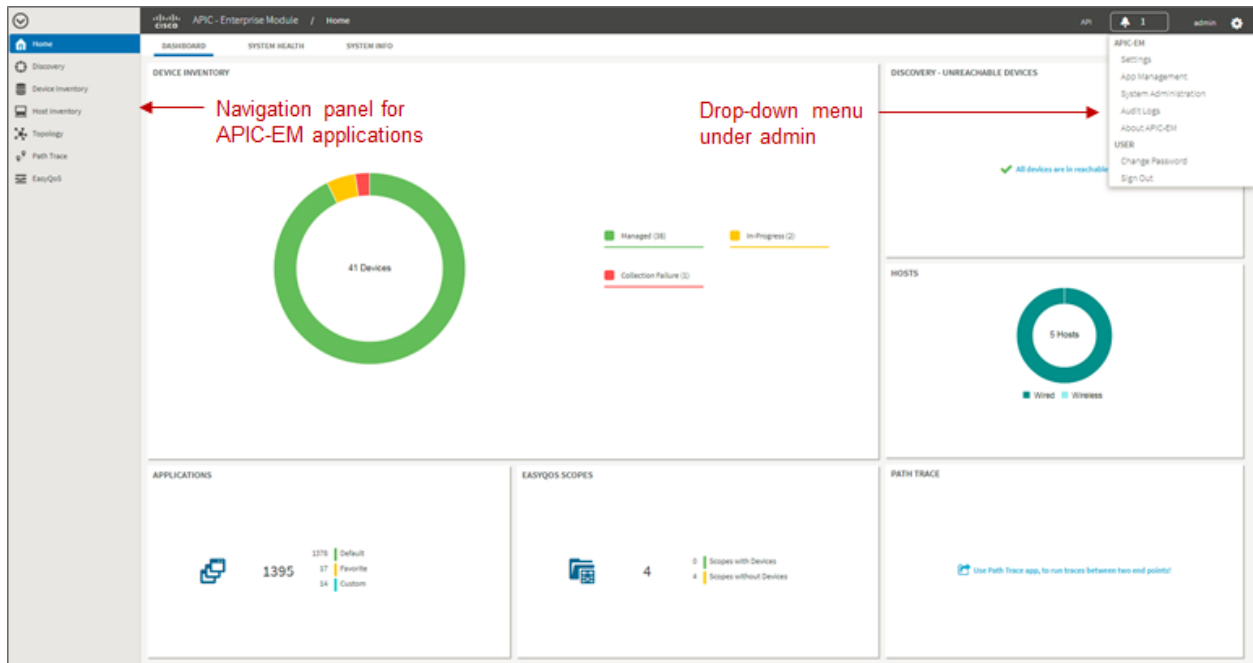 cisco APIC - Enterprise Module / Home API 1 admin
Home
Discovery
Device Inventory
Host Inventory
Topology
Path Trace
EasyQoS
DASHBOARD SYSTEM HEALTH SYSTEM INFO
DEVICE INVENTORY
Navigation panel for
APIC-EM applications
41 Devices
Managed (38)
In-Progress (2)
Collection Failure (1)
DISCOVERY - UNREACHABLE DEVICES
Drop-down menu
under admin
All devices are in reachable
APIC-EM
Settings
App Management
System Administration
Audit Logs
About APIC-EM
USER
Change Password
Sign Out
HOSTS
5 Hosts
Wired Wireless
APPLICATIONS
1395
1378 Default
17 Favorite
14 Custom
EASYQOS SCOPES
4
0 Scopes with Devices
4 Scopes without Devices
PATH TRACE
Use Path Trace app, to run traces between two end points!